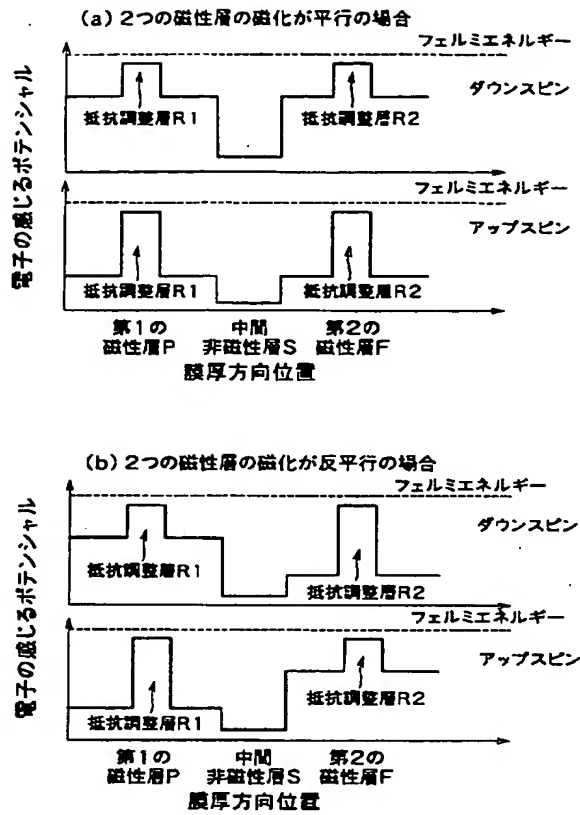 (a) 2つの磁性層の磁化が平行の場合
フェルミエネルギー
ダウンスピン
抵抗調整層R1
抵抗調整層R2
フェルミエネルギー
アップスピン
抵抗調整層R1
抵抗調整層R2
電子の感じるポテンシャル
第1の
磁性層P
中間
非磁性層S
第2の
磁性層F
膜厚方向位置
(b) 2つの磁性層の磁化が反平行の場合
フェルミエネルギー
ダウンスピン
抵抗調整層R1
抵抗調整層R2
フェルミエネルギー
アップスピン
抵抗調整層R1
抵抗調整層R2
電子の感じるポテンシャル
第1の
磁性層P
中間
非磁性層S
第2の
磁性層F
膜厚方向位置